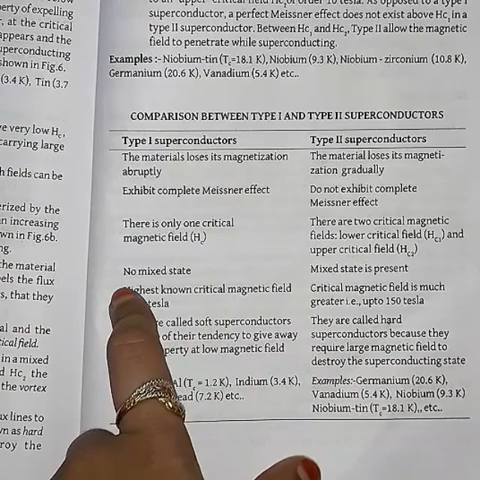 erty of expelling
, at the critical
appears and the
uperconducting
shown in Fig.6.
(3.4 K), Tin (3.7
e very low H꜀,
carrying large
h fields can be
erized by the
n increasing
wn in Fig.6b.
ng.
the material
els the flux
s, that they
al and the
tical field.
in a mixed
d Hc₂ the
the vortex
ux lines to
wn as hard
roy the
superconductor, a perfect Meissner effect does not exist above Hc₁ in a
type II superconductor. Between Hc₁ and Hc₂, Type II allow the magnetic
field to penetrate while superconducting.
Examples :- Niobium-tin (T꜀=18.1 K), Niobium (9.3 K), Niobium - zirconium (10.8 K),
Germanium (20.6 K), Vanadium (5.4 K) etc..
COMPARISON BETWEEN TYPE I AND TYPE II SUPERCONDUCTORS
Type I superconductors
Type II superconductors
The materials loses its magnetization
abruptly
The material loses its magneti-
zation gradually
Exhibit complete Meissner effect
Do not exhibit complete
Meissner effect
There is only one critical
magnetic field (H꜀)
There are two critical magnetic
fields: lower critical field (H_C1) and
upper critical field (H_C2)
No mixed state
Mixed state is present
Highest known critical magnetic field
tesla
Critical magnetic field is much
greater i.e., upto 150 tesla
re called soft superconductors
of their tendency to give away
perty at low magnetic field
They are called hard
superconductors because they
require large magnetic field to
destroy the superconducting state
Al (T꜀ = 1.2 K), Indium (3.4 K),
ead (7.2 K) etc..
Examples:-Germanium (20.6 K),
Vanadium (5.4 K), Niobium (9.3 K)
Niobium-tin (T꜀=18.1 K),, etc..